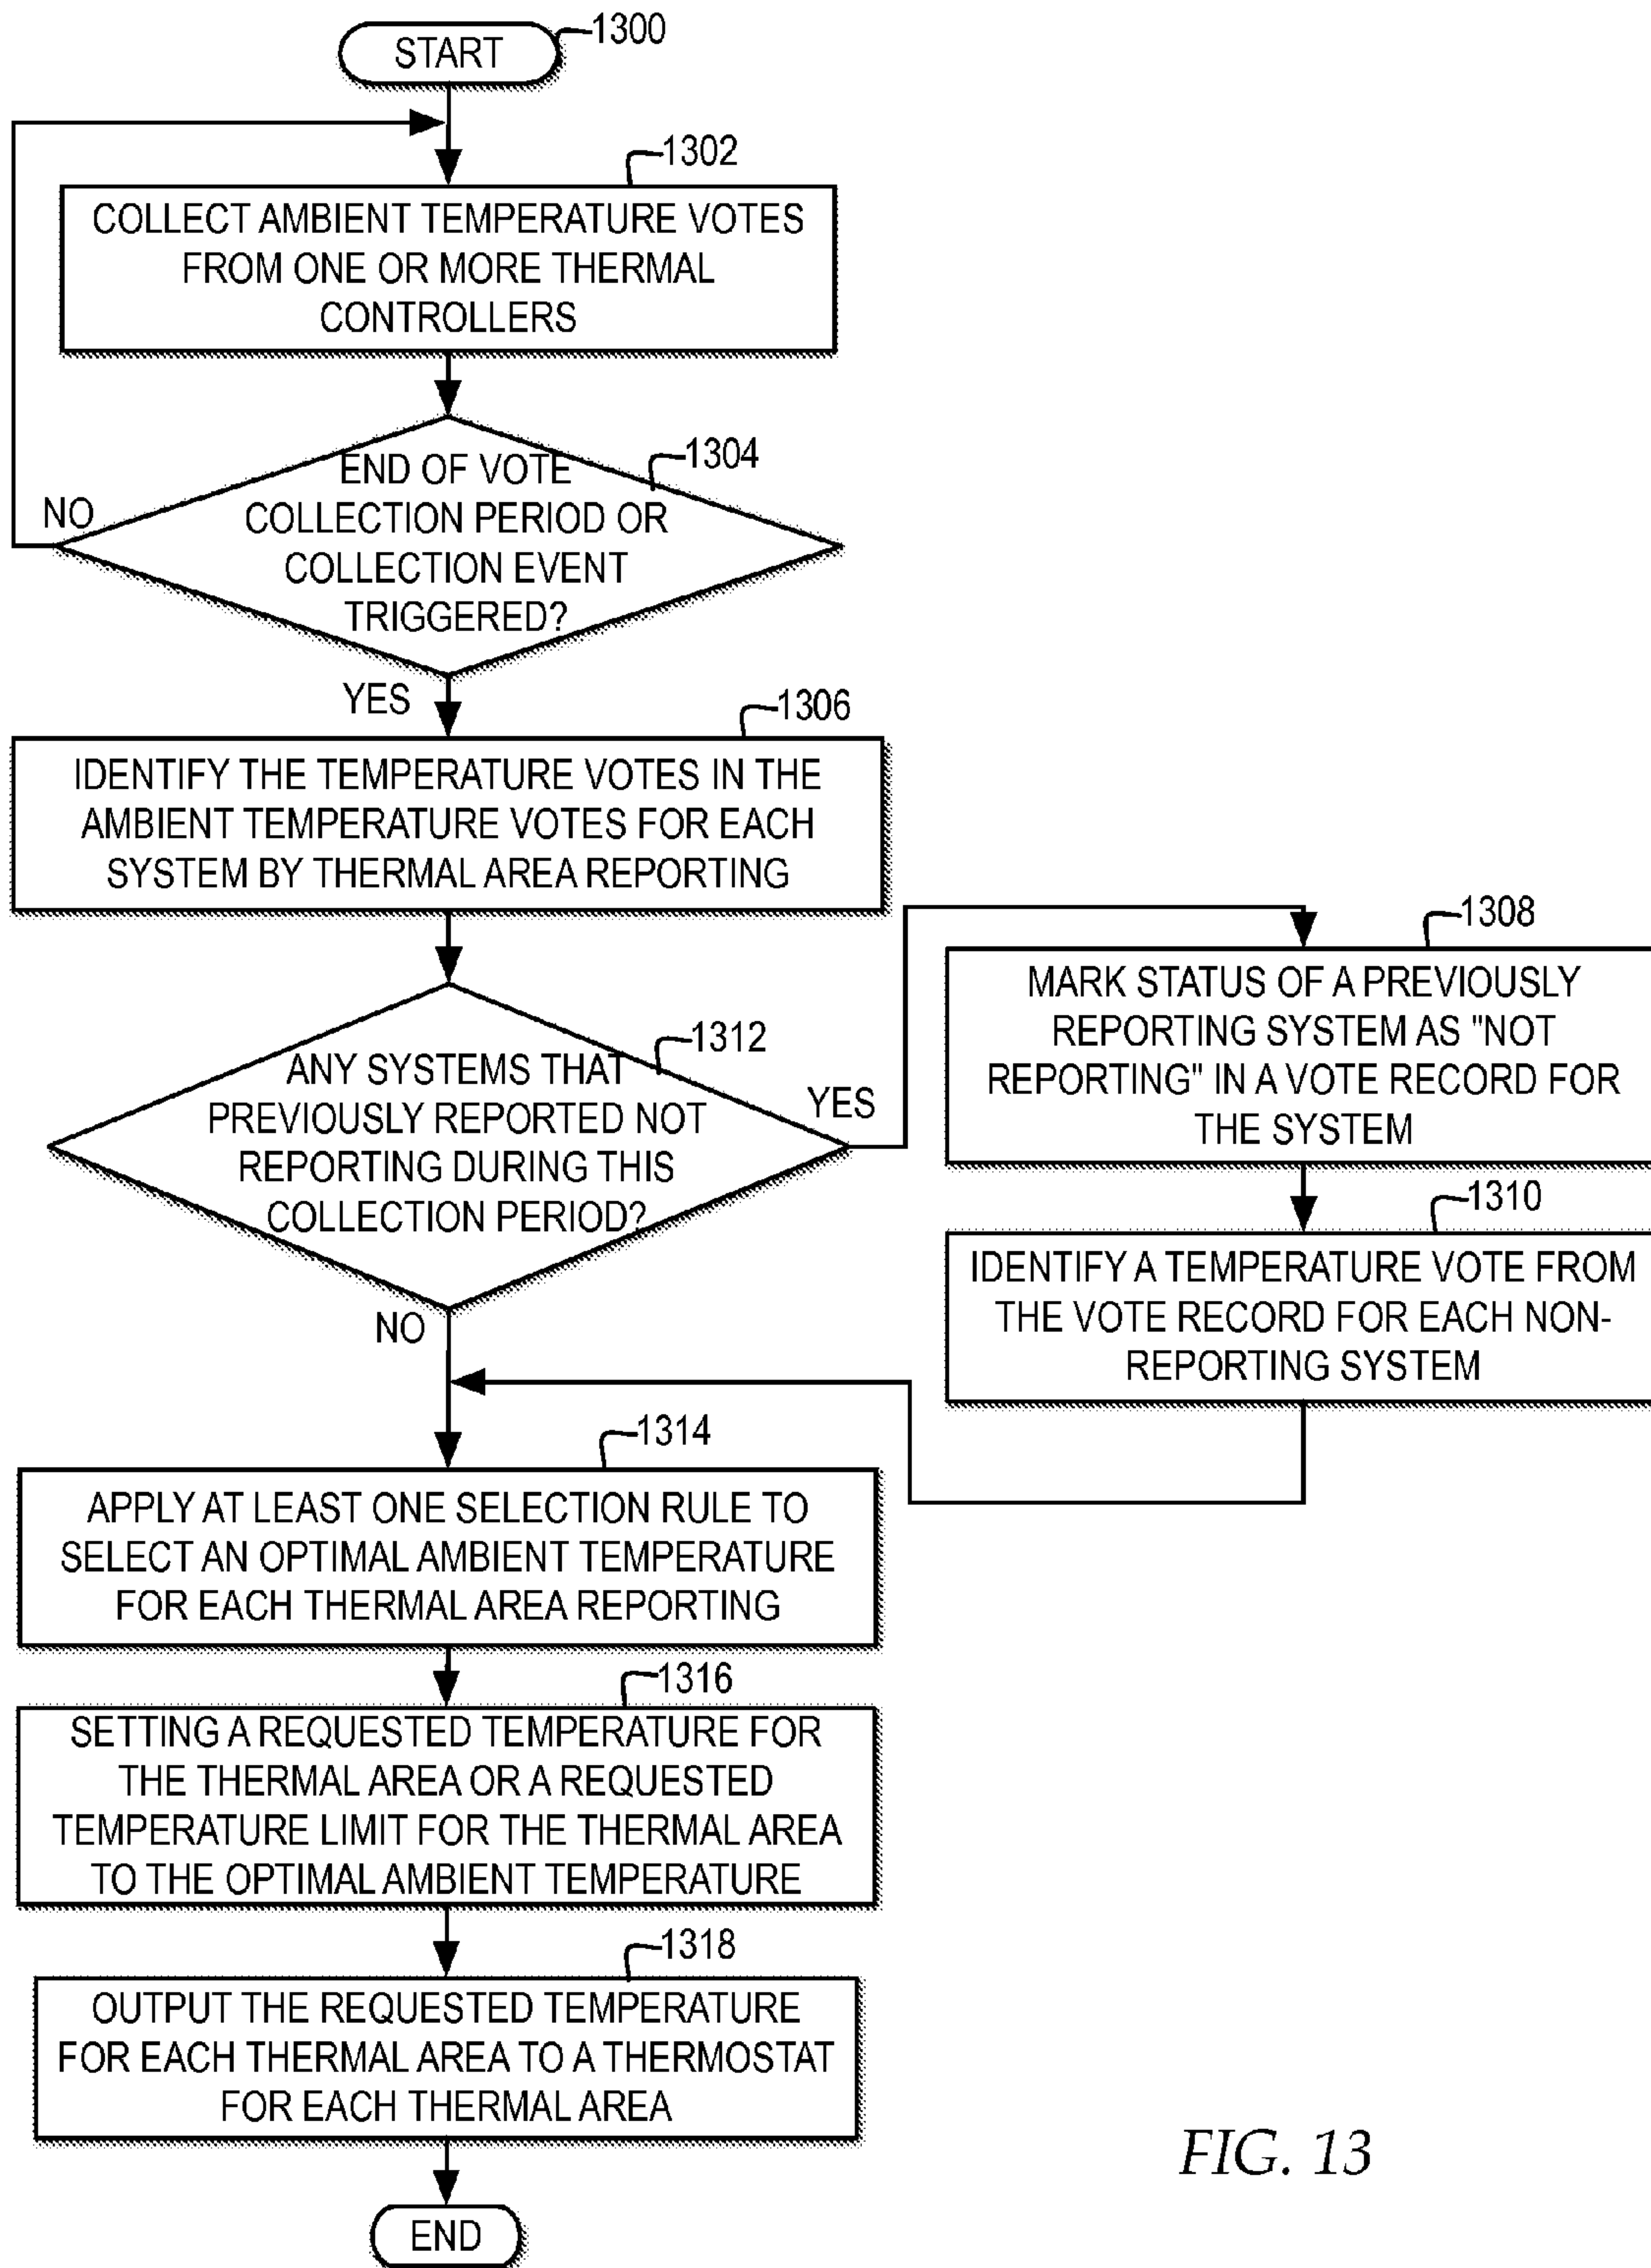 START
1300
1302
COLLECT AMBIENT TEMPERATURE VOTES
FROM ONE OR MORE THERMAL
CONTROLLERS
1304
END OF VOTE
COLLECTION PERIOD OR
COLLECTION EVENT
TRIGGERED?
NO
YES
1306
IDENTIFY THE TEMPERATURE VOTES IN THE
AMBIENT TEMPERATURE VOTES FOR EACH
SYSTEM BY THERMAL AREA REPORTING
1312
ANY SYSTEMS THAT
PREVIOUSLY REPORTED NOT
REPORTING DURING THIS
COLLECTION PERIOD?
YES
NO
1308
MARK STATUS OF A PREVIOUSLY
REPORTING SYSTEM AS "NOT
REPORTING" IN A VOTE RECORD FOR
THE SYSTEM
1310
IDENTIFY A TEMPERATURE VOTE FROM
THE VOTE RECORD FOR EACH NON-
REPORTING SYSTEM
1314
APPLY AT LEAST ONE SELECTION RULE TO
SELECT AN OPTIMAL AMBIENT TEMPERATURE
FOR EACH THERMAL AREA REPORTING
1316
SETTING A REQUESTED TEMPERATURE FOR
THE THERMAL AREA OR A REQUESTED
TEMPERATURE LIMIT FOR THE THERMAL AREA
TO THE OPTIMAL AMBIENT TEMPERATURE
1318
OUTPUT THE REQUESTED TEMPERATURE
FOR EACH THERMAL AREA TO A THERMOSTAT
FOR EACH THERMAL AREA
END
FIG. 13